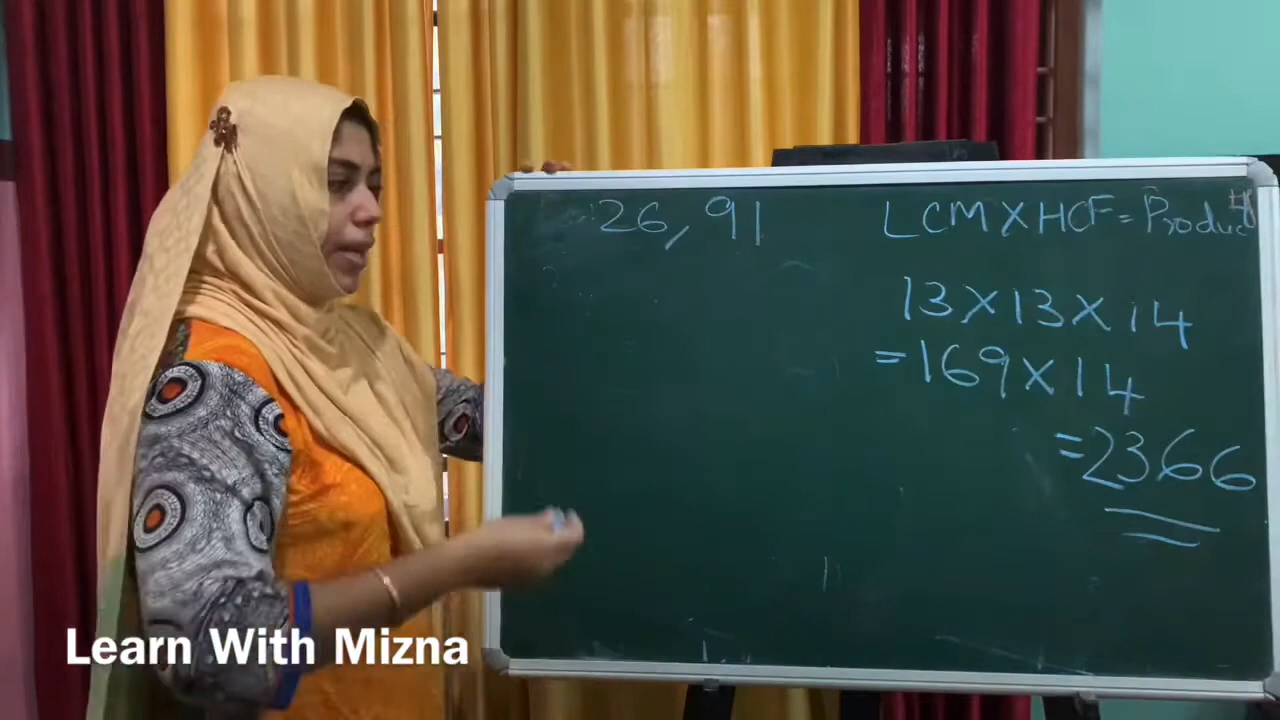 26, 91
LCM X HCF = Product
13 X 13 X 14
= 169 X 14
= 2366
Learn With Mizna